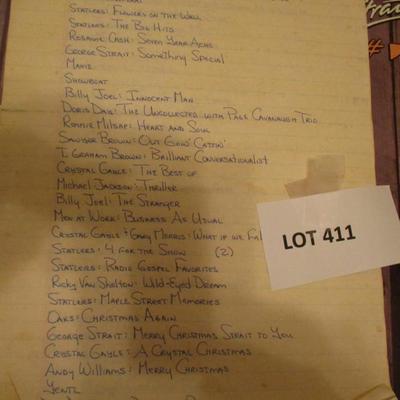 Statlers: Flowers on the Wall
Statlers: The Big Hits
Rosanne Cash: Seven Year Ache
George Strait: Something Special
Mame
Showboat
Billy Joel: Innocent Man
Doris Day: The Uncollected with Page Cavanaugh Trio
Ronnie Milsap: Heart and Soul
Sawyer Brown: Out Goin' Cattin'
T. Graham Brown: Brilliant Conversationalist
Crystal Gayle: The Best of
Michael Jackson: Thriller
Billy Joel: The Stranger
Men at Work: Business As Usual
Crystal Gayle + Gary Morris: What if we Fal
Statlers: 4 for the Show (2)
Statlers: Radio Gospel Favorites
Ricky Van Shelton: Wild-Eyed Dream
Statlers: Maple Street Memories
Oaks: Christmas Again
George Strait: Merry Christmas Strait to You
Crystal Gayle: A Crystal Christmas
Andy Williams: Merry Christmas
Yentl
LOT 411